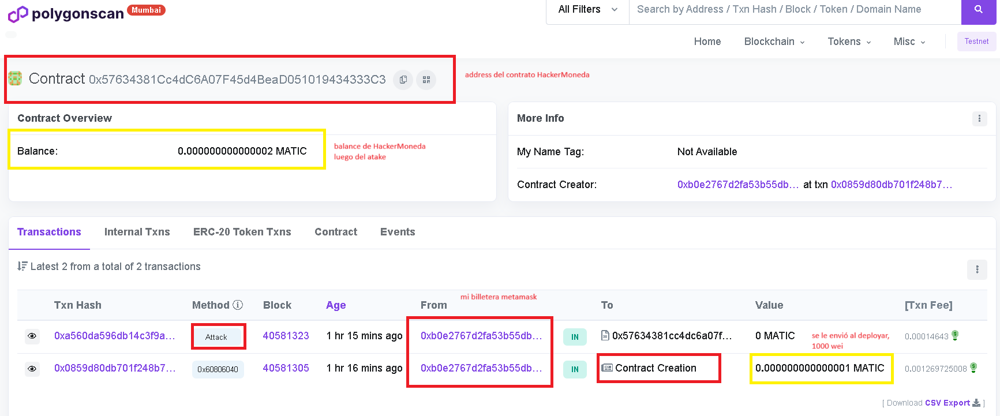 polygonscan Mumbai
All Filters
Search by Address / Txn Hash / Block / Token / Domain Name
Home Blockchain Tokens Misc Testnet
Contract 0x57634381Cc4dC6A07F45d4BeaD051019434333C3
address del contrato HackerMoneda
Contract Overview
Balance: 0.000000000000002 MATIC
balance de HackerMoneda
luego del atake
More Info
My Name Tag: Not Available
Contract Creator: 0xb0e2767d2fa53b55db... at txn 0x0859d80db701f248b7...
Transactions Internal Txns ERC-20 Token Txns Contract Events
Latest 2 from a total of 2 transactions
mi billetera metamask
Txn Hash Method Block Age From To Value [Txn Fee]
0xa560da596db14c3f9a... Attack 40581323 1 hr 15 mins ago 0xb0e2767d2fa53b55db... IN 0x57634381cc4dc6a07f... 0 MATIC 0.00014643
se le envió al deployar,
1000 wei
0x0859d80db701f248b7... 0x60806040 40581305 1 hr 16 mins ago 0xb0e2767d2fa53b55db... IN Contract Creation 0.000000000000001 MATIC 0.001269725008
[ Download CSV Export ]